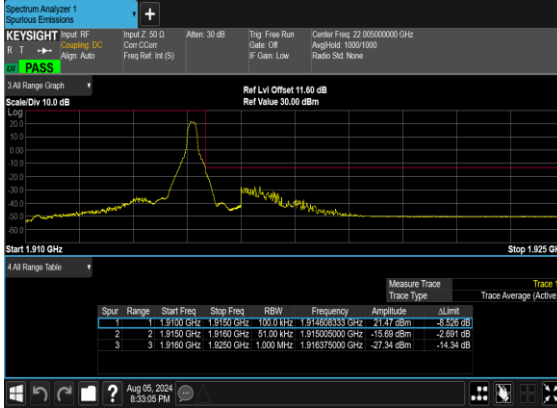 Spectrum Analyzer 1
Spurious Emissions
+
KEYSIGHT Input: RF Input Z: 50 Ω Atten: 30 dB Trig: Free Run Center Freq: 22.005000000 GHz
R T Coupling: DC Corr CCorr Gate: Off Avg|Hold: 1000/1000
Align: Auto Freq Ref: Int (S) IF Gain: Low Radio Std: None
PASS
3 All Range Graph Ref Lvl Offset 11.60 dB
Scale/Div 10.0 dB Ref Value 30.00 dBm
Log
20.0
10.0
0.00
-10.0
-20.0
-30.0
-40.0
-50.0
-60.0
Start 1.910 GHz Stop 1.925 GH
4 All Range Table
Measure Trace Trace 1
Trace Type Trace Average (Active
Spur Range Start Freq Stop Freq RBW Frequency Amplitude ΔLimit
1 1 1.9100 GHz 1.9150 GHz 100.0 kHz 1.914608333 GHz 21.47 dBm -8.526 dB
2 2 1.9150 GHz 1.9160 GHz 51.00 kHz 1.915005000 GHz -15.69 dBm -2.691 dB
3 3 1.9160 GHz 1.9250 GHz 1.000 MHz 1.916375000 GHz -27.34 dBm -14.34 dB
? Aug 05, 2024
8:33:05 PM